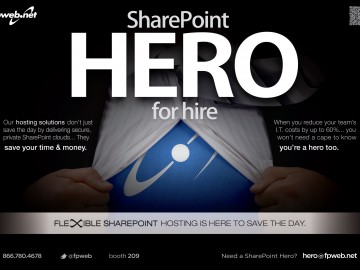 fpweb.net
SharePoint
HERO
for hire
Our hosting solutions don't just
save the day by delivering secure,
private SharePoint clouds... They
save your time & money.
When you reduce your team's
I.T. costs by up to 60%... you
won't need a cape to know
you're a hero too.
FLEXIBLE SHAREPOINT HOSTING IS HERE TO SAVE THE DAY.
866.780.4678
@fpweb
booth 209
Need a SharePoint Hero? hero@fpweb.net